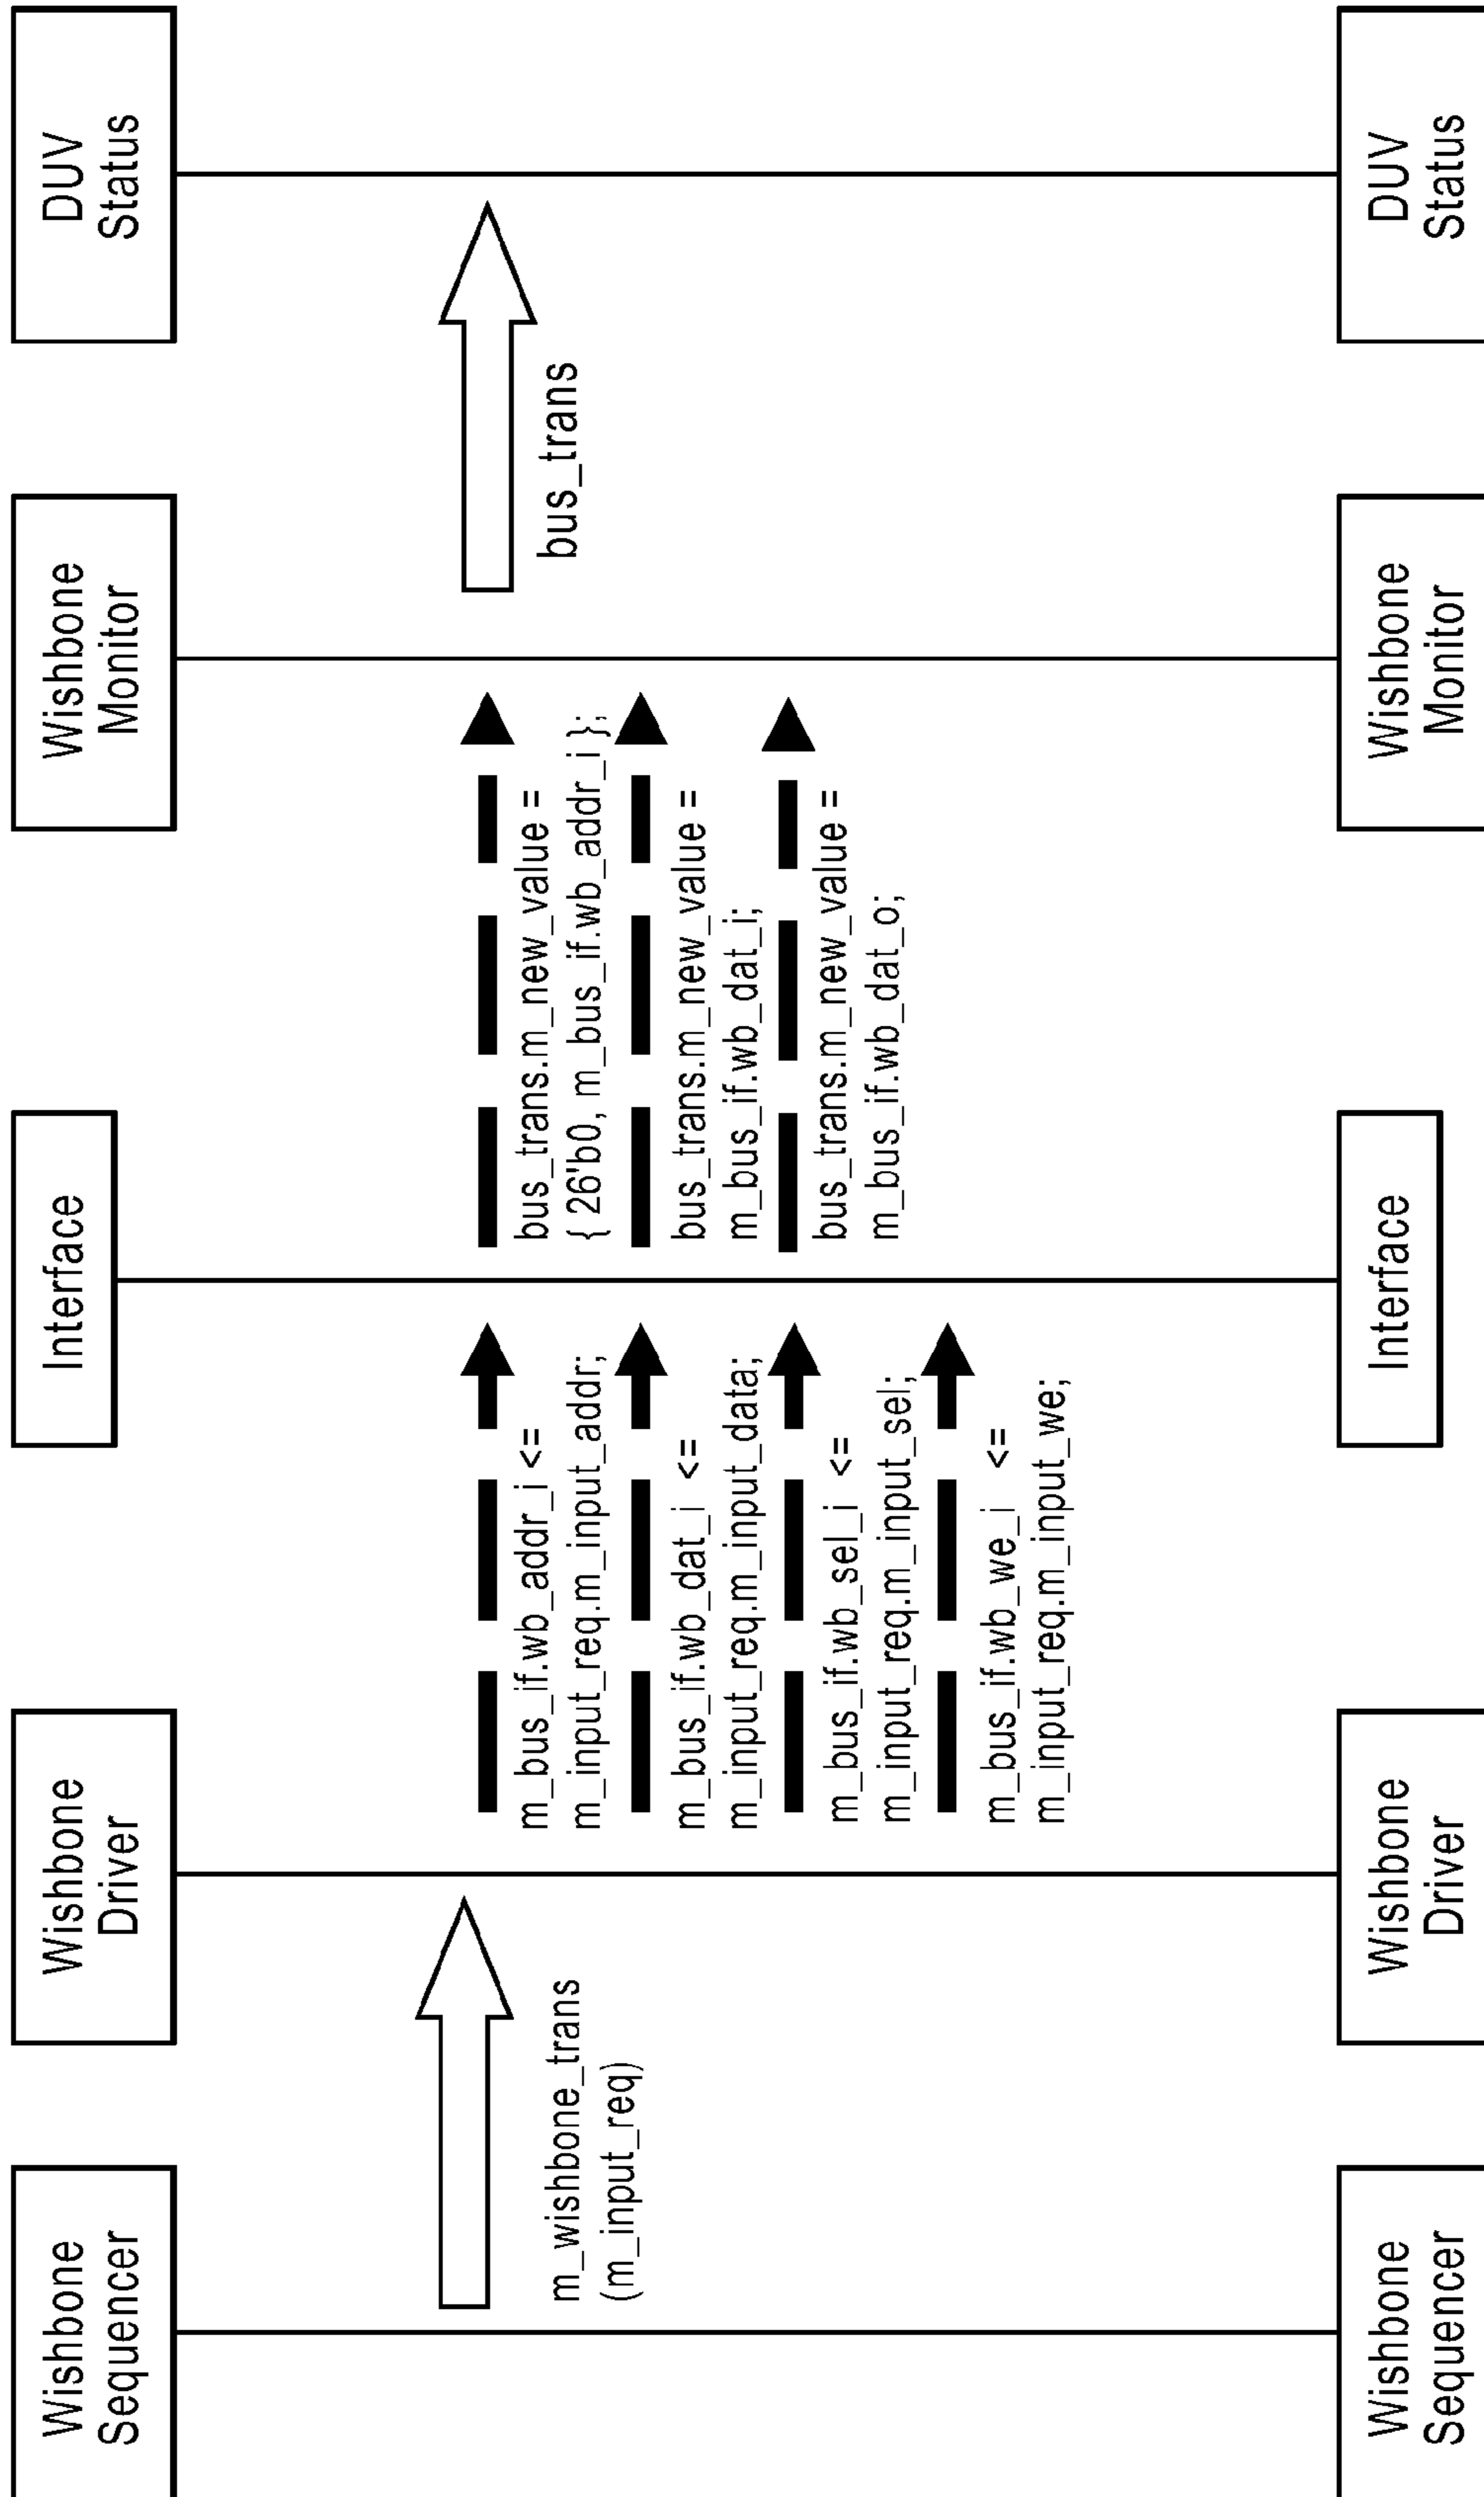 Wishbone
Sequencer
Wishbone
Driver
Interface
Wishbone
Monitor
DUV
Status
m_wishbone_trans
(m_input_req)
m_bus_if.wb_addr_i <=
m_input_req.m_input_addr;
m_bus_if.wb_dat_i <=
m_input_req.m_input_data;
m_bus_if.wb_sel_i <=
m_input_req.m_input_sel;
m_bus_if.wb_we_i <=
m_input_req.m_input_we;
bus_trans.m_new_value =
{ 26'b0, m_bus_if.wb_addr_i };
bus_trans.m_new_value =
m_bus_if.wb_dat_i;
bus_trans.m_new_value =
m_bus_if.wb_dat_o;
bus_trans
Wishbone
Sequencer
Wishbone
Driver
Interface
Wishbone
Monitor
DUV
Status